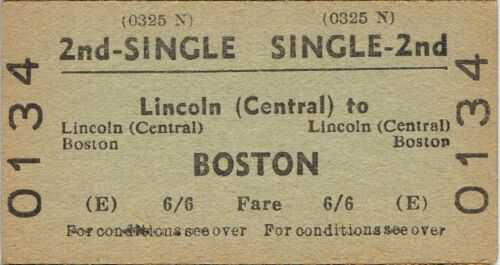 (0325 N) (0325 N)
2nd-SINGLE SINGLE-2nd
0134
Lincoln (Central) to
Lincoln (Central) Lincoln (Central)
Boston Boston
BOSTON
0134
(E) 6/6 Fare 6/6 (E)
For conditions see over For conditions see over